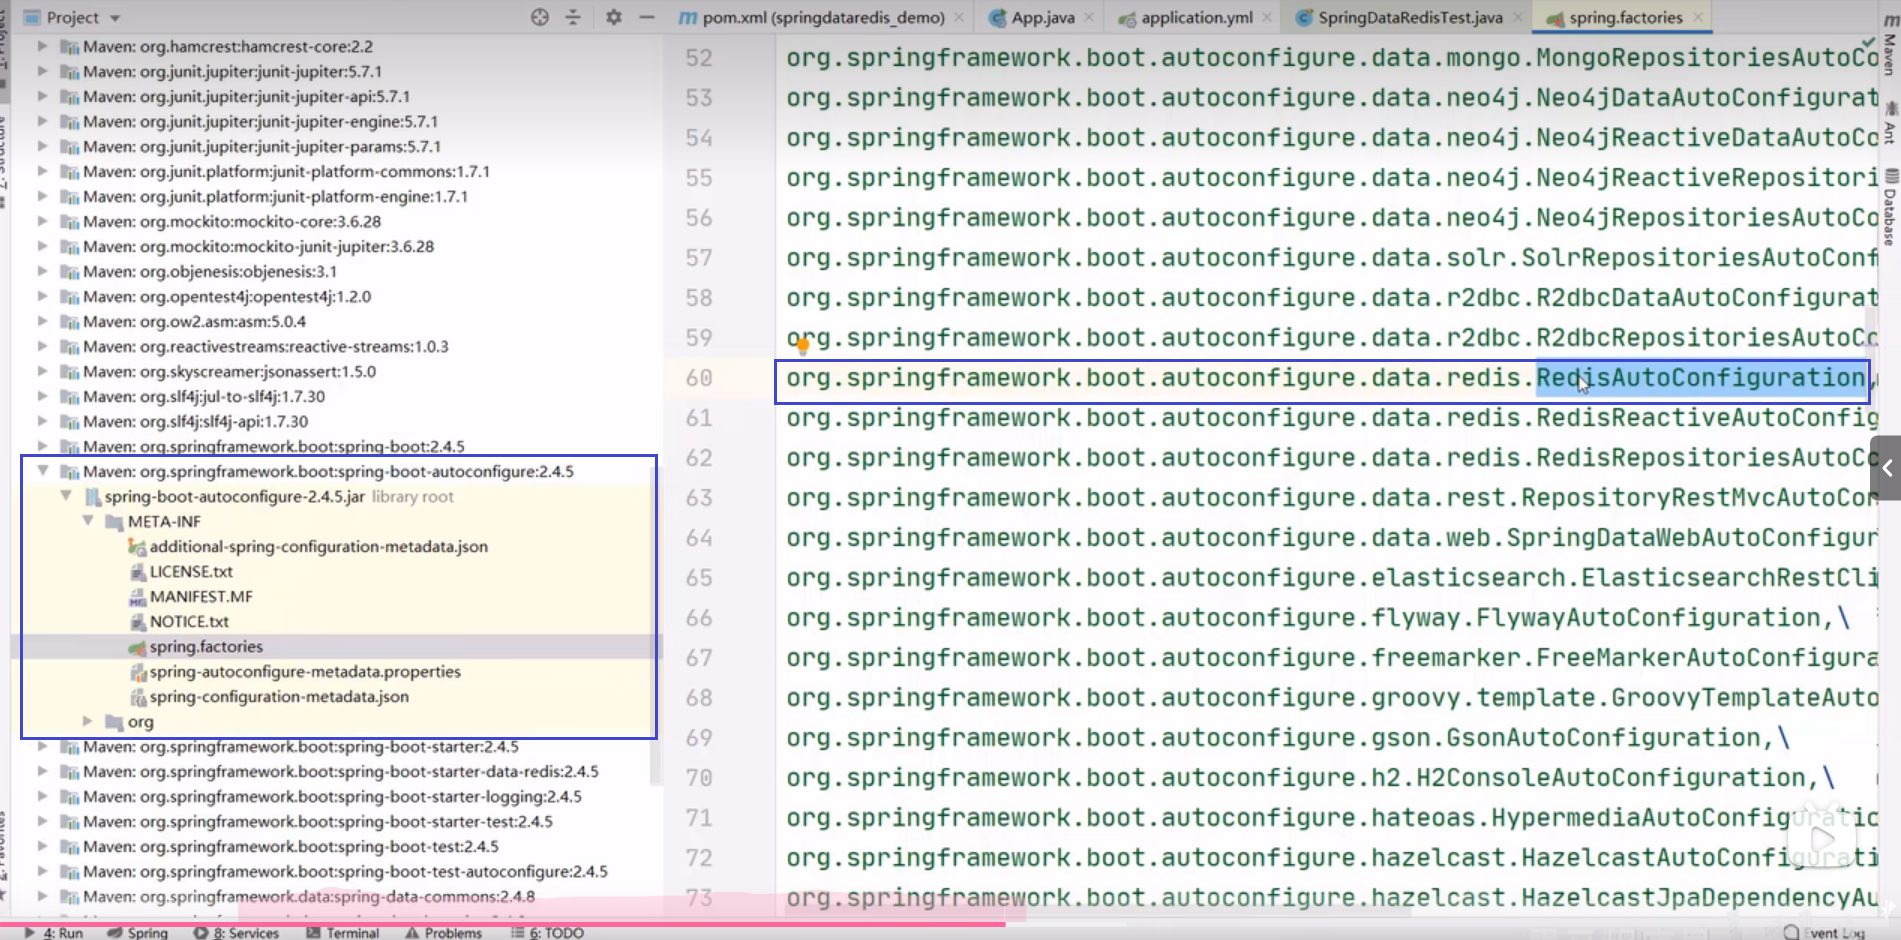 Project
pom.xml (springdataredis_demo)
App.java
application.yml
SpringDataRedisTest.java
spring.factories
Maven: org.hamcrest:hamcrest-core:2.2
Maven: org.junit.jupiter:junit-jupiter:5.7.1
Maven: org.junit.jupiter:junit-jupiter-api:5.7.1
Maven: org.junit.jupiter:junit-jupiter-engine:5.7.1
Maven: org.junit.jupiter:junit-jupiter-params:5.7.1
Maven: org.junit.platform:junit-platform-commons:1.7.1
Maven: org.junit.platform:junit-platform-engine:1.7.1
Maven: org.mockito:mockito-core:3.6.28
Maven: org.mockito:mockito-junit-jupiter:3.6.28
Maven: org.objenesis:objenesis:3.1
Maven: org.opentest4j:opentest4j:1.2.0
Maven: org.ow2.asm:asm:5.0.4
Maven: org.reactivestreams:reactive-streams:1.0.3
Maven: org.skyscreamer:jsonassert:1.5.0
Maven: org.slf4j:jul-to-slf4j:1.7.30
Maven: org.slf4j:slf4j-api:1.7.30
Maven: org.springframework.boot:spring-boot:2.4.5
Maven: org.springframework.boot:spring-boot-autoconfigure:2.4.5
spring-boot-autoconfigure-2.4.5.jar library root
META-INF
additional-spring-configuration-metadata.json
LICENSE.txt
MANIFEST.MF
NOTICE.txt
spring.factories
spring-autoconfigure-metadata.properties
spring-configuration-metadata.json
org
Maven: org.springframework.boot:spring-boot-starter:2.4.5
Maven: org.springframework.boot:spring-boot-starter-data-redis:2.4.5
Maven: org.springframework.boot:spring-boot-starter-logging:2.4.5
Maven: org.springframework.boot:spring-boot-starter-test:2.4.5
Maven: org.springframework.boot:spring-boot-test:2.4.5
Maven: org.springframework.boot:spring-boot-test-autoconfigure:2.4.5
Maven: org.springframework.data:spring-data-commons:2.4.8
52 org.springframework.boot.autoconfigure.data.mongo.MongoRepositoriesAutoCo
53 org.springframework.boot.autoconfigure.data.neo4j.Neo4jDataAutoConfigurat
54 org.springframework.boot.autoconfigure.data.neo4j.Neo4jReactiveDataAutoCo
55 org.springframework.boot.autoconfigure.data.neo4j.Neo4jReactiveRepositori
56 org.springframework.boot.autoconfigure.data.neo4j.Neo4jRepositoriesAutoCo
57 org.springframework.boot.autoconfigure.data.solr.SolrRepositoriesAutoConf
58 org.springframework.boot.autoconfigure.data.r2dbc.R2dbcDataAutoConfigurat
59 org.springframework.boot.autoconfigure.data.r2dbc.R2dbcRepositoriesAutoCo
60 org.springframework.boot.autoconfigure.data.redis.RedisAutoConfiguration,
61 org.springframework.boot.autoconfigure.data.redis.RedisReactiveAutoConfig
62 org.springframework.boot.autoconfigure.data.redis.RedisRepositoriesAutoCo
63 org.springframework.boot.autoconfigure.data.rest.RepositoryRestMvcAutoCon
64 org.springframework.boot.autoconfigure.data.web.SpringDataWebAutoConfigur
65 org.springframework.boot.autoconfigure.elasticsearch.ElasticsearchRestCli
66 org.springframework.boot.autoconfigure.flyway.FlywayAutoConfiguration,\
67 org.springframework.boot.autoconfigure.freemarker.FreeMarkerAutoConfigura
68 org.springframework.boot.autoconfigure.groovy.template.GroovyTemplateAuto
69 org.springframework.boot.autoconfigure.gson.GsonAutoConfiguration,\
70 org.springframework.boot.autoconfigure.h2.H2ConsoleAutoConfiguration,\
71 org.springframework.boot.autoconfigure.hateoas.HypermediaAutoConfiguratio
72 org.springframework.boot.autoconfigure.hazelcast.HazelcastAutoConfigurati
73 org.springframework.boot.autoconfigure.hazelcast.HazelcastJpaDependencyAu
Maven
Ant
Database
4: Run
Spring
8: Services
Terminal
Problems
6: TODO
Event Log